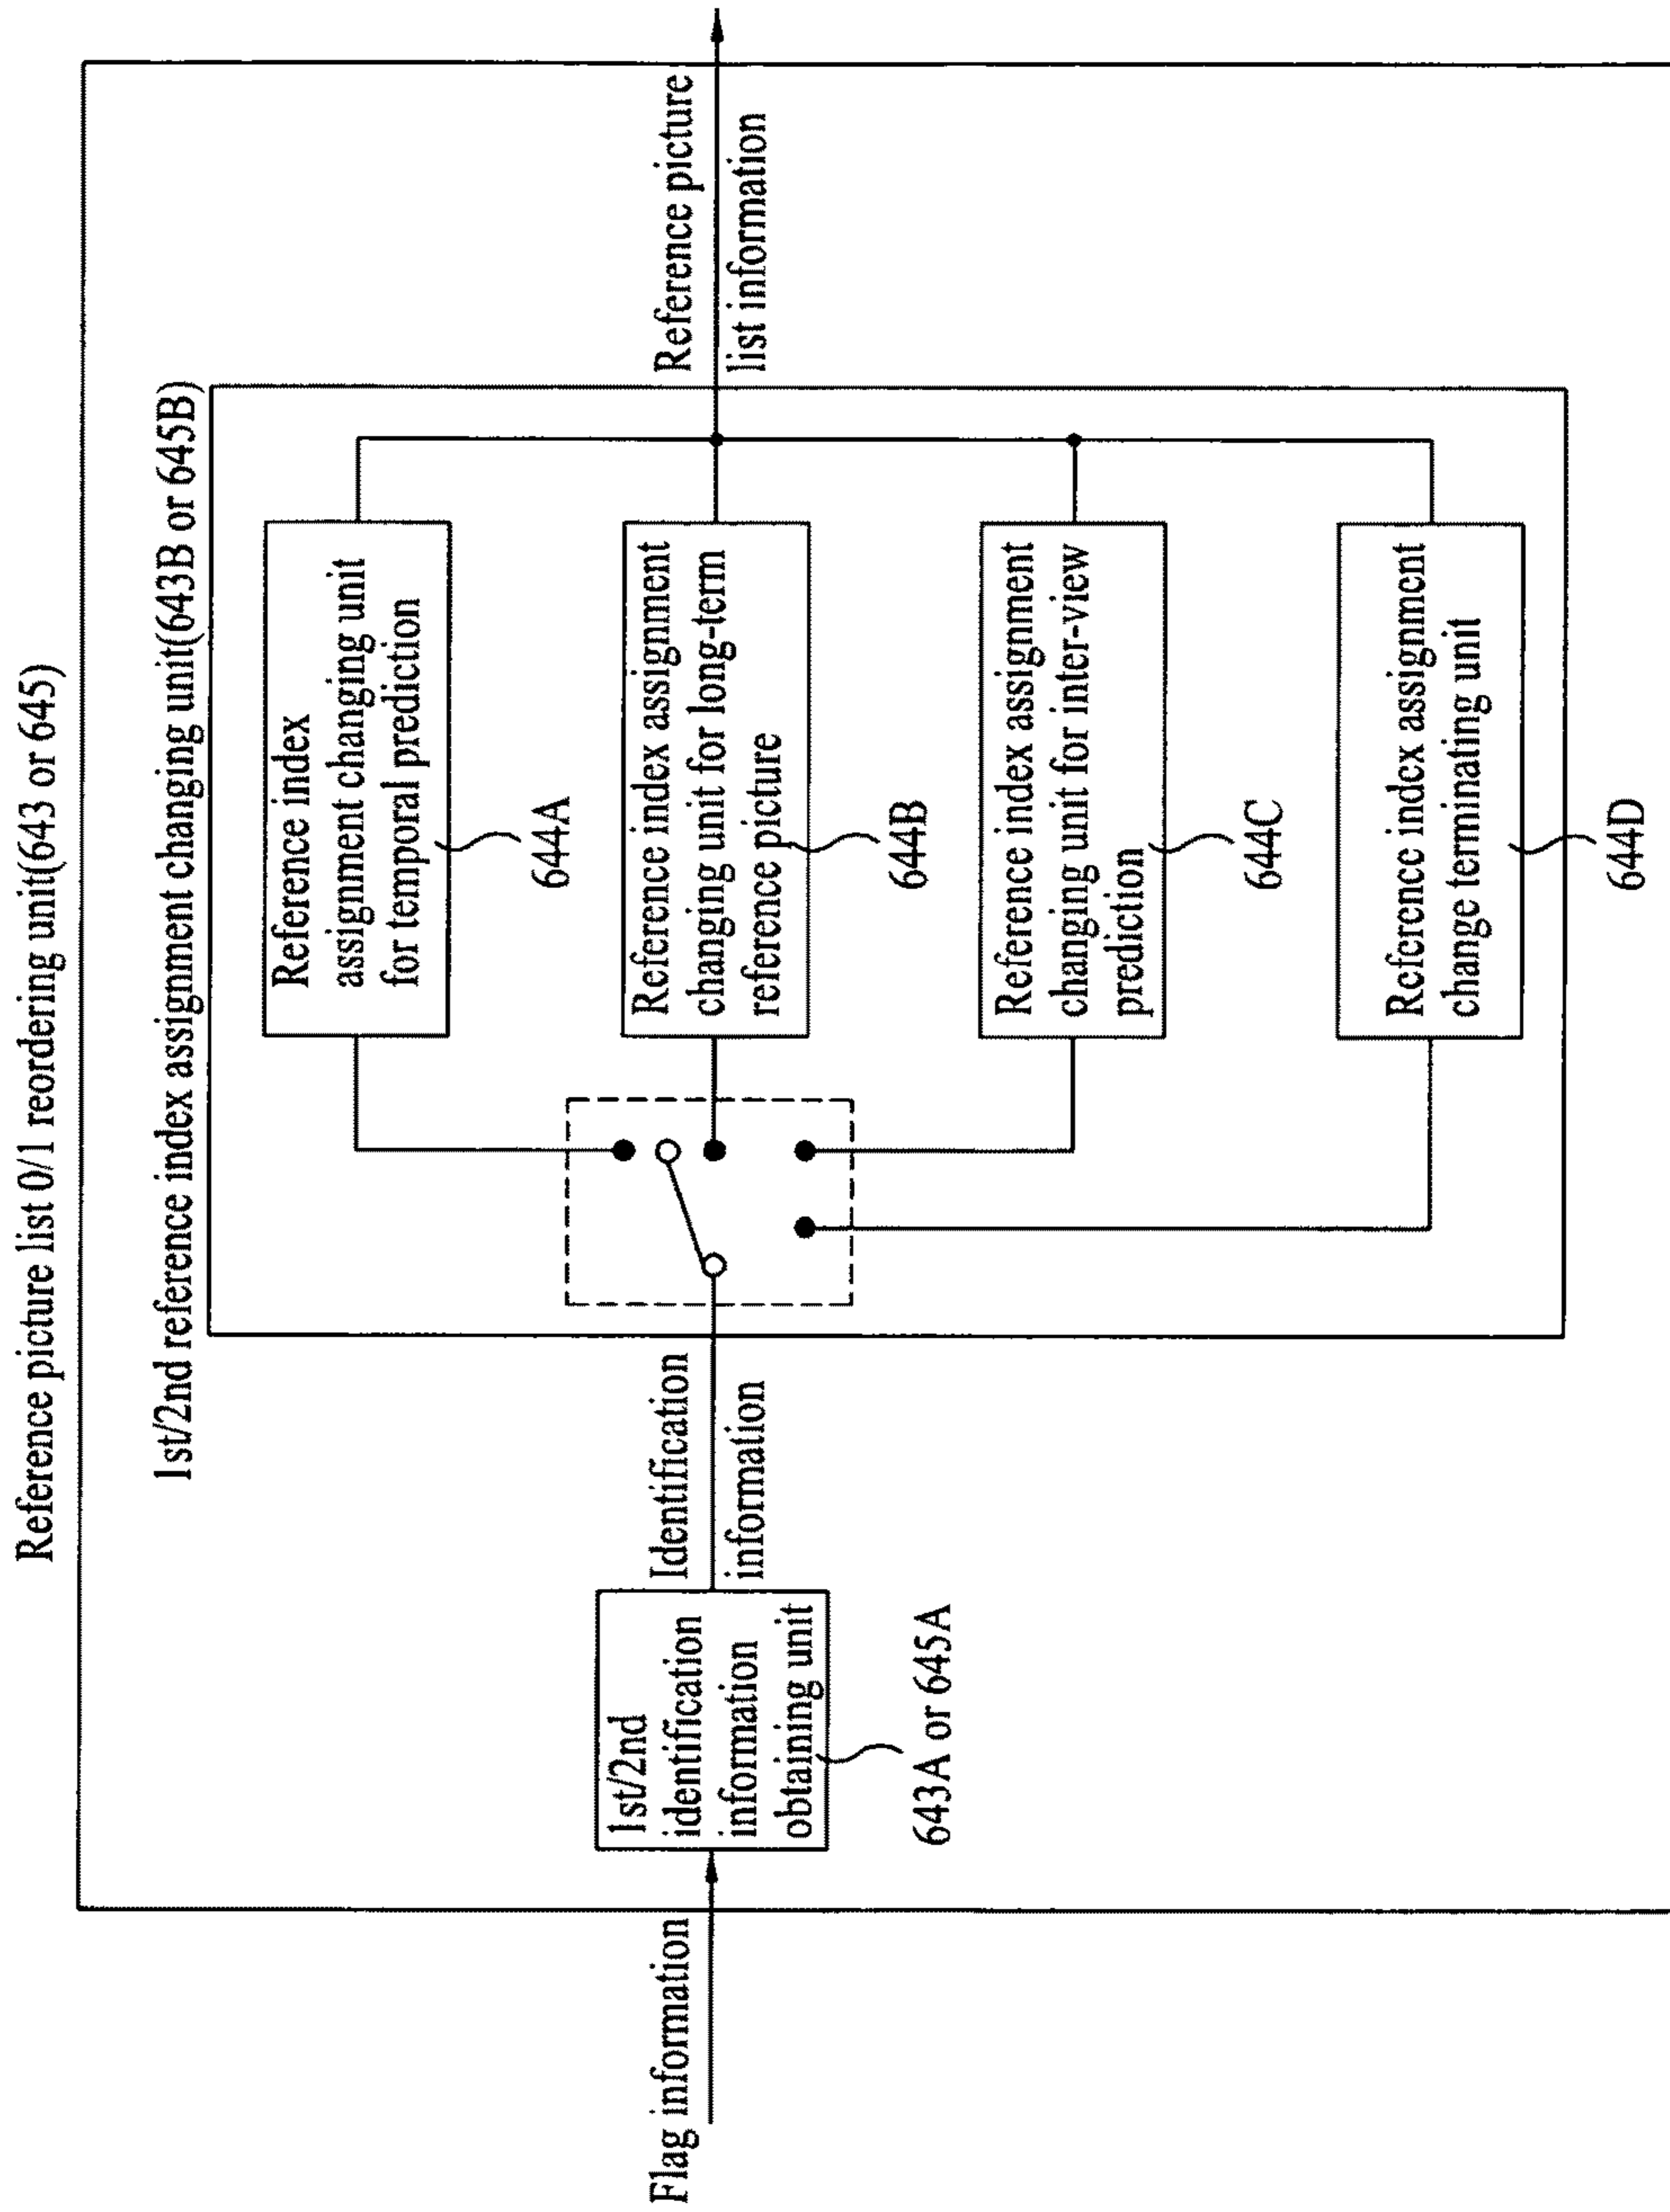 Reference picture list 0/1 reordering unit(643 or 645)
1st/2nd reference index assignment changing unit(643B or 645B)
Flag information
1st/2nd
identification
information
obtaining unit
643A or 645A
Identification
information
Reference index
assignment changing unit
for temporal prediction
644A
Reference index assignment
changing unit for long-term
reference picture
644B
Reference index assignment
changing unit for inter-view
prediction
644C
Reference index assignment
change terminating unit
644D
Reference picture
list information